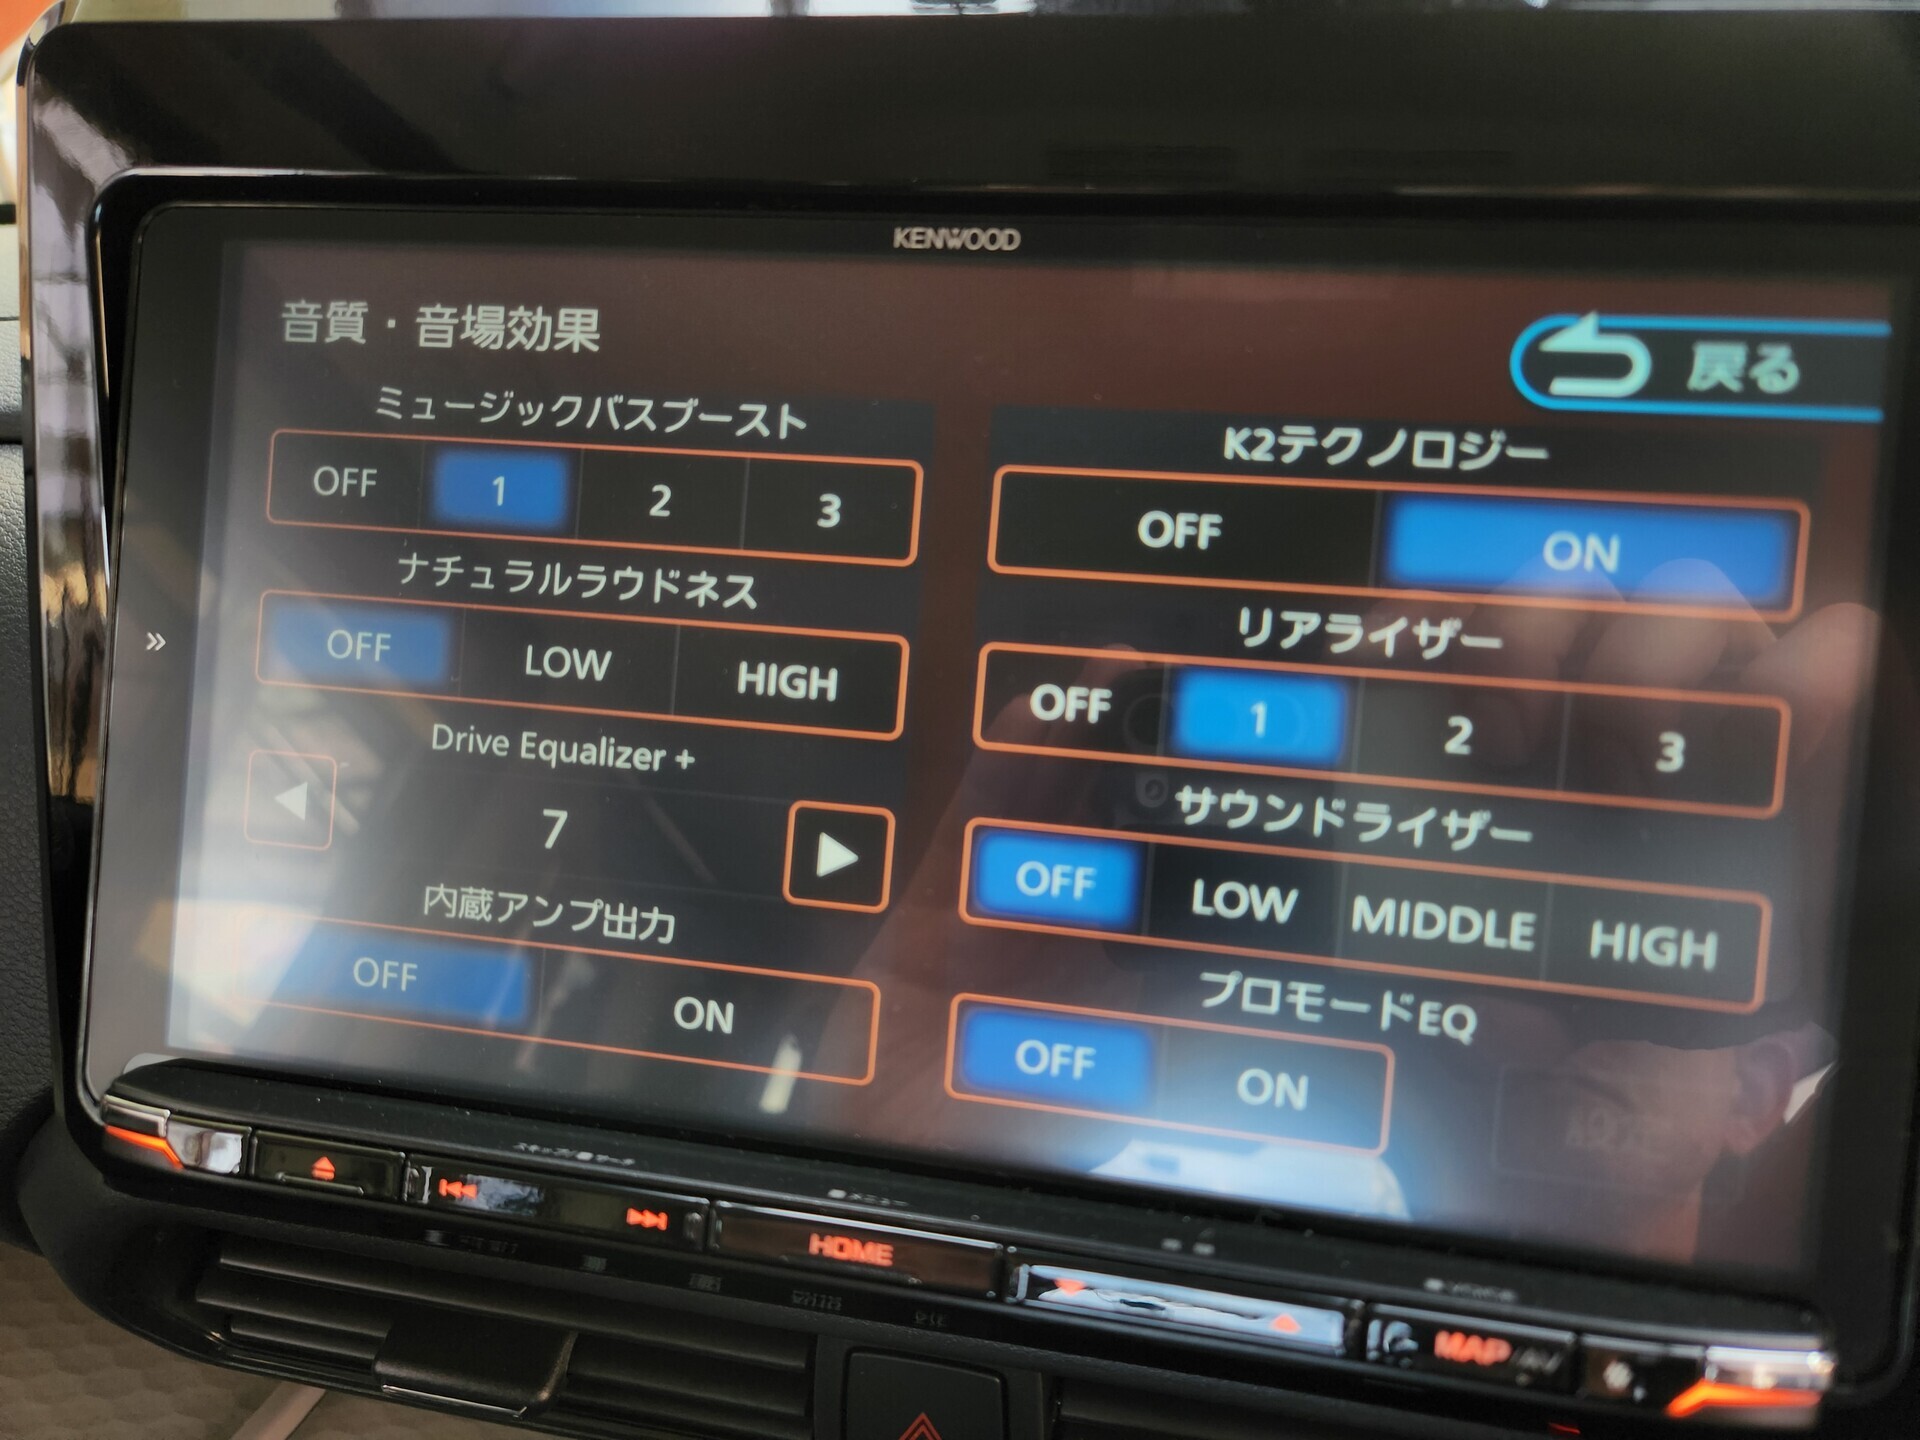 KENWOOD
音質・音場効果
戻る
ミュージックバスブースト
OFF 1 2 3
ナチュラルラウドネス
OFF LOW HIGH
Drive Equalizer +
7
内蔵アンプ出力
OFF ON
K2テクノロジー
OFF ON
リアライザー
OFF 1 2 3
サウンドライザー
OFF LOW MIDDLE HIGH
プロモードEQ
OFF ON
設定
HOME
MAP/AV